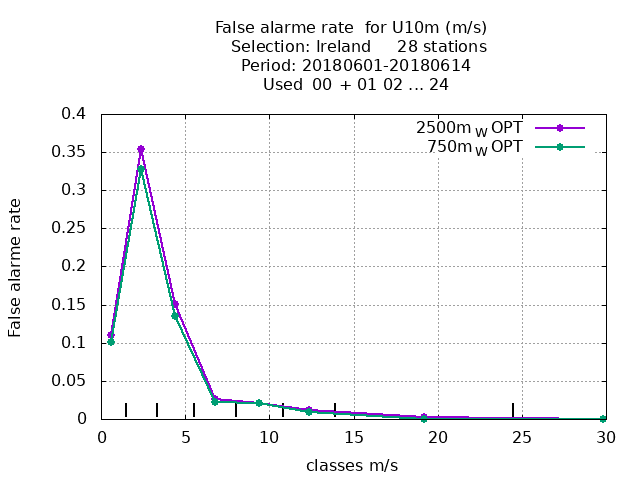 False alarme rate for U10m (m/s)
Selection: Ireland 28 stations
Period: 20180601-20180614
Used 00 + 01 02 ... 24
2500m W OPT
750m W OPT
0.4
0.35
0.3
0.25
0.2
0.15
0.1
0.05
0
False alarme rate
0 5 10 15 20 25 30
classes m/s